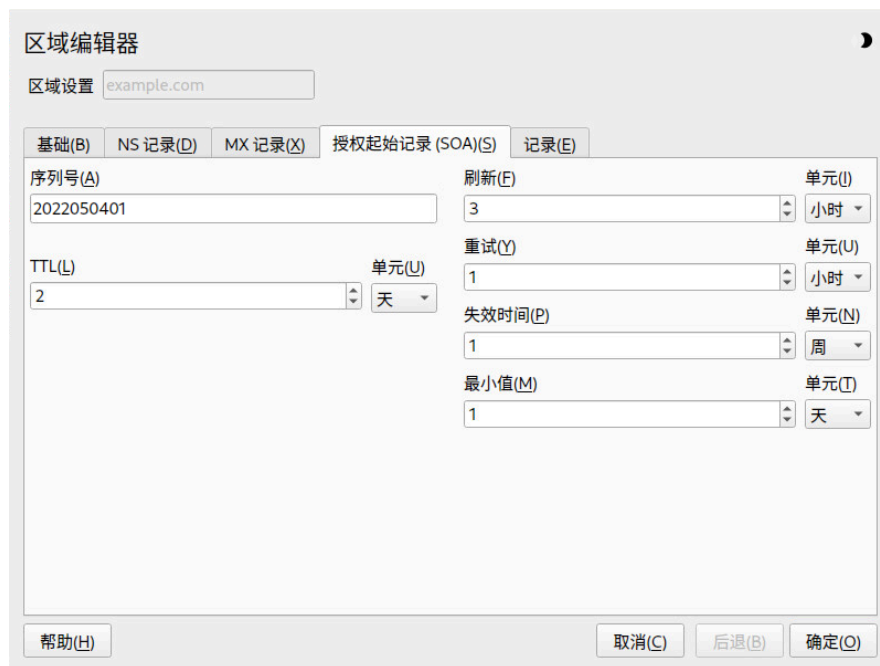 区域编辑器
区域设置 example.com
基础(B) NS 记录(D) MX 记录(X) 授权起始记录 (SOA)(S) 记录(E)
序列号(A)
2022050401
TTL(L) 单元(U)
2 天
刷新(F) 单元(I)
3 小时
重试(Y) 单元(U)
1 小时
失效时间(P) 单元(N)
1 周
最小值(M) 单元(T)
1 天
帮助(H) 取消(C) 后退(B) 确定(O)